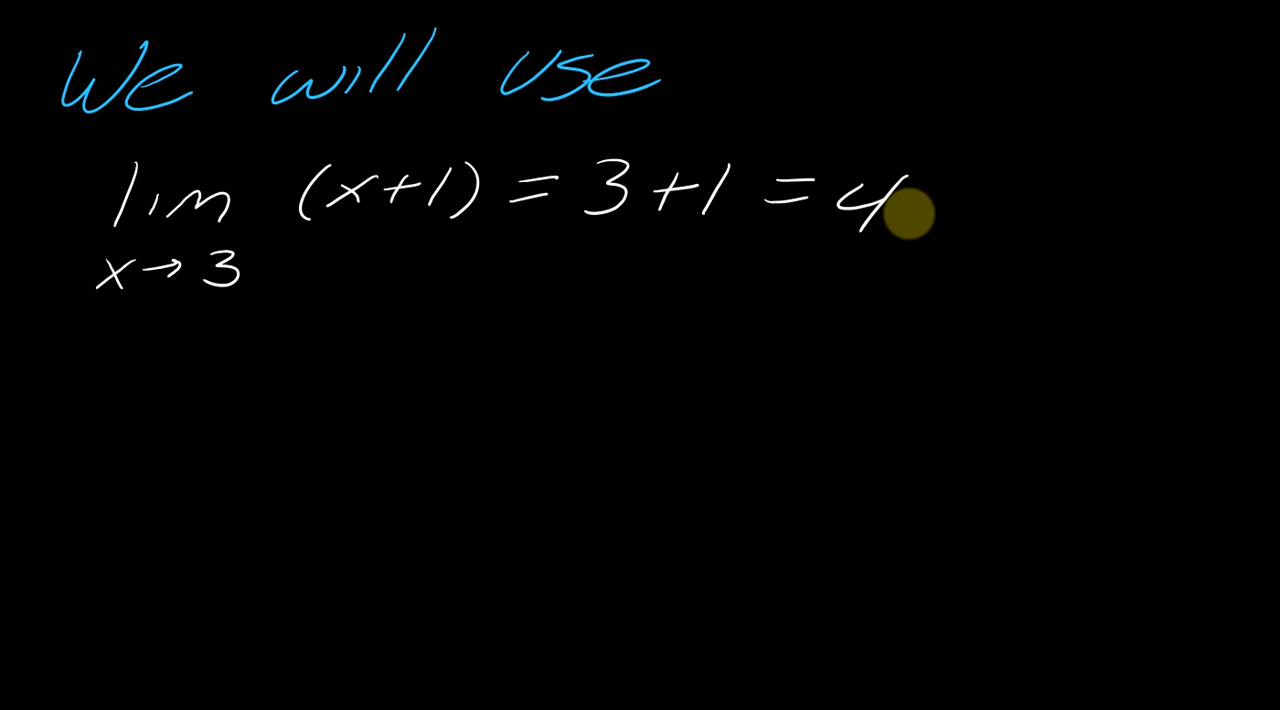 We will use
lim (x+1) = 3+1 = 4
x→3